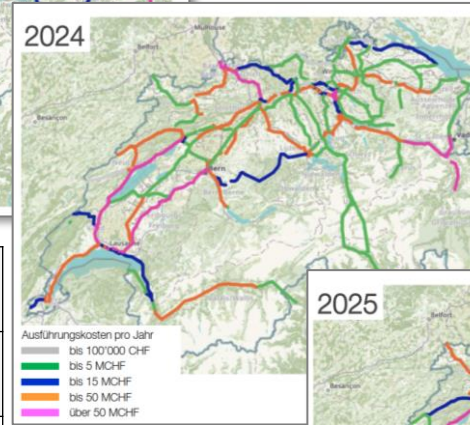 2024
Mulhouse
Belfort
Besançon
Bern
Lausanne
Ausführungskosten pro Jahr
bis 100'000 CHF
bis 5 MCHF
bis 15 MCHF
bis 50 MCHF
über 50 MCHF
2025
Belfort
Besançon